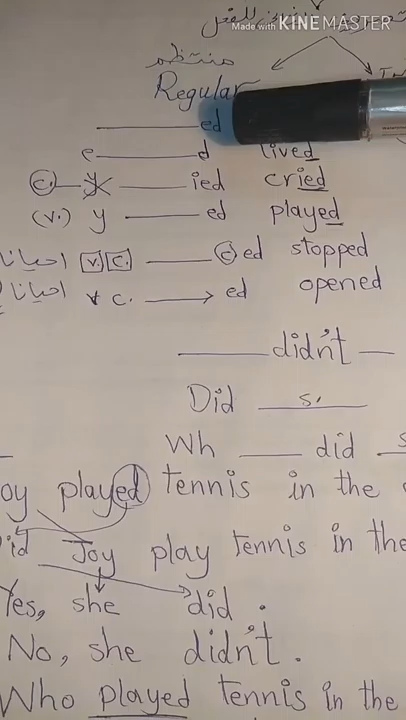 للفعل
Made with KINEMASTER
منتظم
Regular
ed
e d lived
c. y ied cried
(v.) y ed played
احيانا v. c. c ed stopped
احيانا v c. → ed opened
didn't
Did s.
Wh did s
oy played tennis in the
id Joy play tennis in the
Yes, she did.
No, she didn't.
Who played tennis in the